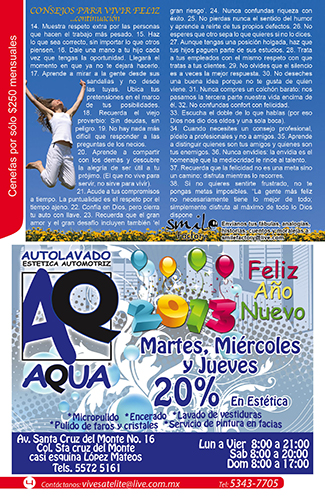 CONSEJOS PARA VIVIR FELIZ
...continuación
14. Muestra respeto extra por las personas
que hacen el trabajo más pesado. 15. Haz
lo que sea correcto, sin importar lo que otros
piensen. 16. Dale una mano a tu hijo cada
vez que tengas la oportunidad. Llegará el
momento en que ya no te dejará hacerlo.
17. Aprende a mirar a la gente desde sus
sandalias y no desde
las tuyas. Ubica tus
pretensiones en el marco
de tus posibilidades.
18. Recuerda el viejo
proverbio: Sin deudas, sin
peligro. 19. No hay nada más
difícil que responder a las
preguntas de los necios.
20. Aprende a compartir
con los demás y descubre
la alegría de ser útil a tu
prójimo. (El que no vive para
servir, no sirve para vivir)
21. Acude a tus compromisos
a tiempo. La puntualidad es el respeto por el
tiempo ajeno. 22. Confía en Dios, pero cierra
tu auto con llave. 23. Recuerda que el gran
amor y el gran desafío incluyen también "el
gran riesgo". 24. Nunca confundas riqueza con
éxito. 25. No pierdas nunca el sentido del humor
y aprende a reírte de tus propios defectos. 26. No
esperes que otro sepa lo que quieres si no lo dices.
27. Aunque tengas una posición holgada, haz que
tus hijos paguen parte de sus estudios. 28. Trata
a tus empleados con el mismo respeto con que
tratas a tus clientes. 29. No olvides que el silencio
es a veces la mejor respuesta. 30. No deseches
una buena idea porque no te gusta de quien
viene. 31. Nunca compres un colchón barato: nos
pasamos la tercera parte de nuestra vida encima de
él. 32. No confundas confort con felicidad.
33. Escucha el doble de lo que hablas (por eso
Dios nos dio dos oídos y una sola boca).
34. Cuando necesites un consejo profesional,
pídelo a profesionales y no a amigos. 35. Aprende
a distinguir quienes son tus amigos y quienes son
tus enemigos. 36. Nunca envidies: la envidia es el
homenaje que la mediocridad le rinde al talento.
37. Recuerda que la felicidad no es una meta sino
un camino: disfruta mientras lo recorres.
38. Si no quieres sentirte frustrado, no te
pongas metas imposibles. "La gente más feliz
no necesariamente tiene lo mejor de todo;
simplemente disfruta al máximo de todo lo Dios
dispone
Cenefas por sólo $250 mensuales
Smile
AUTOLAVADO
ESTETICA AUTOMOTRIZ
AQ
AQUA
2013
Feliz
Año
Nuevo
Martes, Miércoles
y Jueves
20% En Estética
*Micropulido *Encerado *Lavado de vestiduras
*Pulido de faros y cristales *Servicio de pintura en facias
Av. Santa Cruz del Monte No. 16
Col. Sta cruz del Monte
casi esquina López Mateos
Tels. 5572 5161
Lun a Vier 8:00 a 21:00
Sab 8:00 a 20:00
Dom 8:00 a 17:00
4 Contáctanos: vivesatelite@live.com.mx Tel: 5343-7705